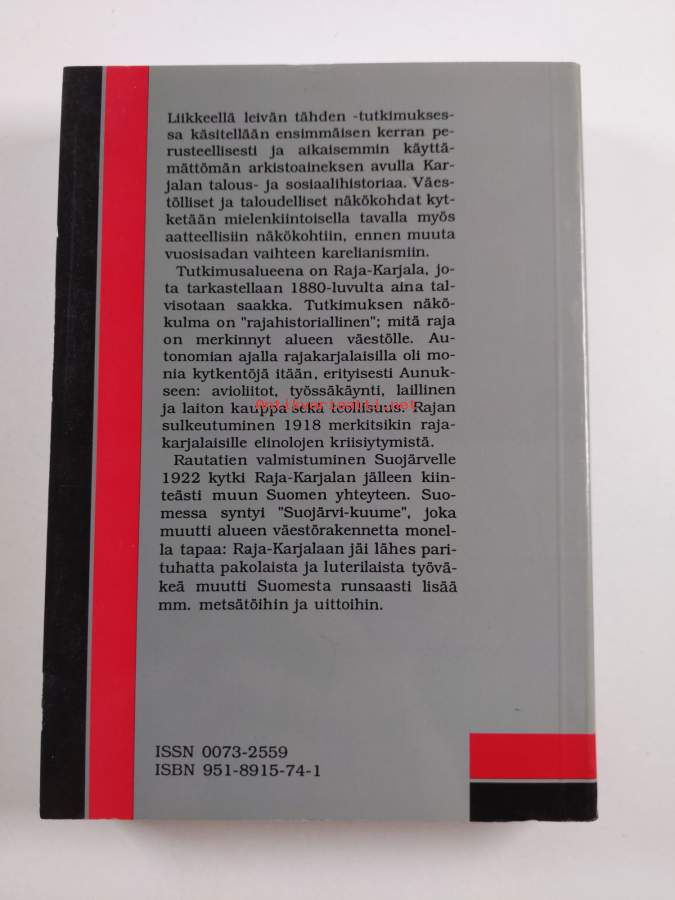 Liikkeellä leivän tähden -tutkimukses-
sa käsitellään ensimmäisen kerran pe-
rusteellisesti ja aikaisemmin käyttä-
mättömän arkistoaineksen avulla Kar-
jalan talous- ja sosiaalihistoriaa. Väes-
tölliset ja taloudelliset näkökohdat kyt-
ketään mielenkiintoisella tavalla myös
aatteellisiin näkökohtiin, ennen muuta
vuosisadan vaihteen karelianismiin.
Tutkimusalueena on Raja-Karjala, jo-
ta tarkastellaan 1880-luvulta aina tal-
visotaan saakka. Tutkimuksen näkö-
kulma on "rajahistoriallinen"; mitä raja
on merkinnyt alueen väestölle. Au-
tonomian ajalla rajakarjalaisilla oli mo-
nia kytkentöjä itään, erityisesti Aunuk-
seen: avioliitot, työssäkäynti, laillinen
ja laiton kauppa sekä teollisuus. Rajan
sulkeutuminen 1918 merkitsikin raja-
karjalaisille elinolojen kriisiytymistä.
Rautatien valmistuminen Suojärvelle
1922 kytki Raja-Karjalan jälleen kiin-
teästi muun Suomen yhteyteen. Suo-
messa syntyi "Suojärvi-kuume", joka
muutti alueen väestörakennetta monel-
la tapaa: Raja-Karjalaan jäi lähes pari-
tuhatta pakolaista ja luterilaista työvä-
keä muutti Suomesta runsaasti lisää
mm. metsätöihin ja uittoihin.
ISSN 0073-2559
ISBN 951-8915-74-1